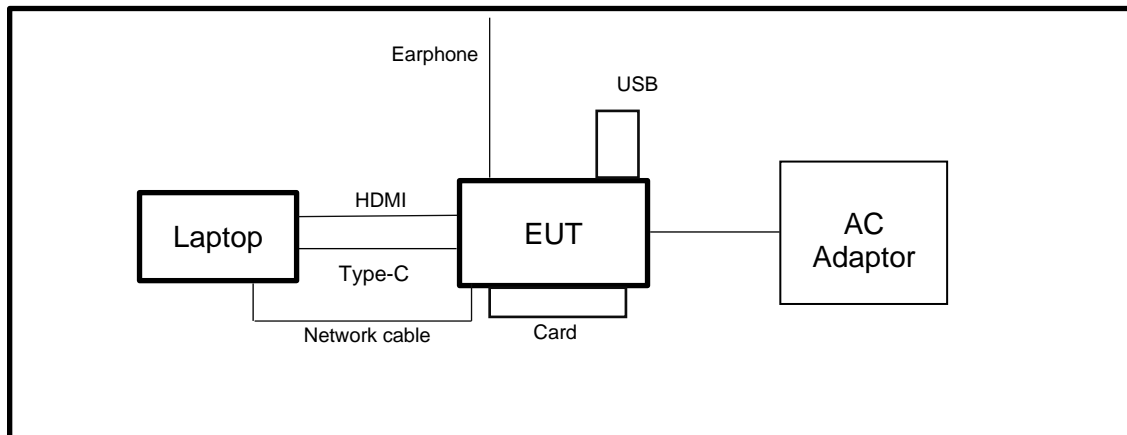 Earphone
USB
HDMI
Laptop
EUT
AC
Adaptor
Type-C
Network cable
Card